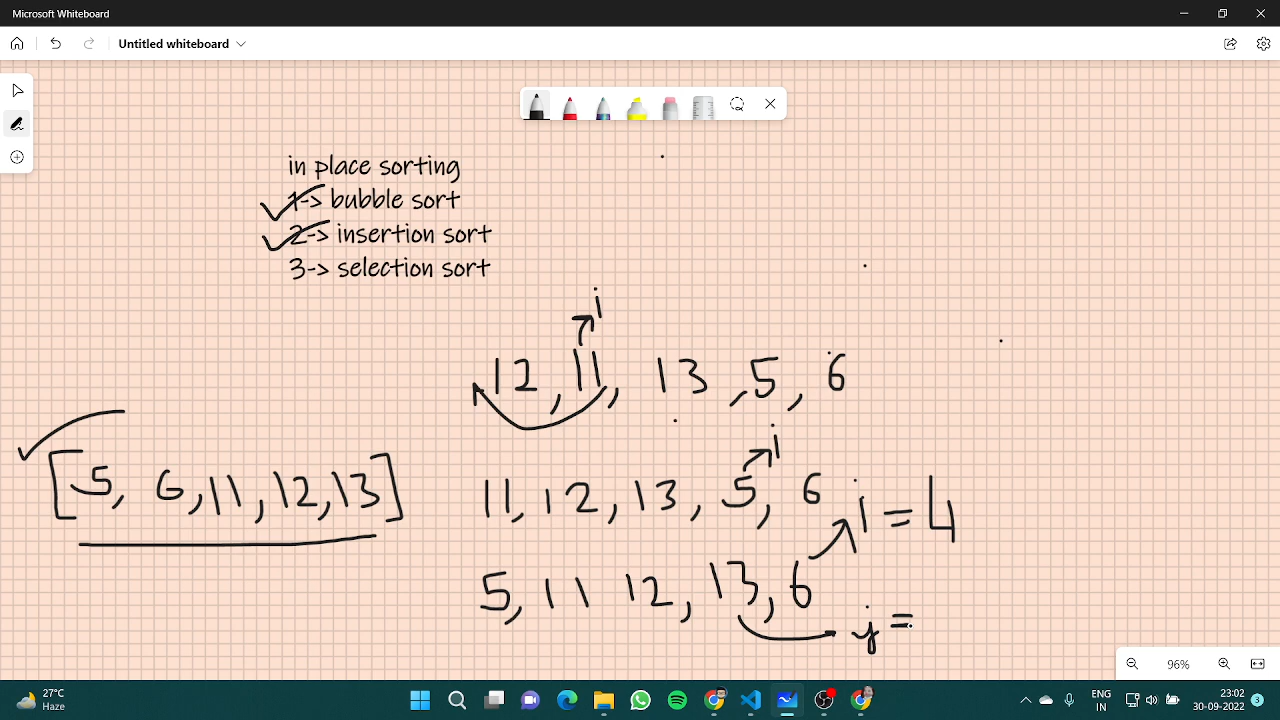 Microsoft Whiteboard
Untitled whiteboard
in place sorting
1-> bubble sort
2-> insertion sort
3-> selection sort
i
12, 11, 13, 5, 6
i
[5, 6, 11, 12, 13]
11, 12, 13, 5, 6
i = 4
5, 11 12, 13, 6
j =
96%
27°C
Haze
ENG
IN
23:02
30-09-2022
3